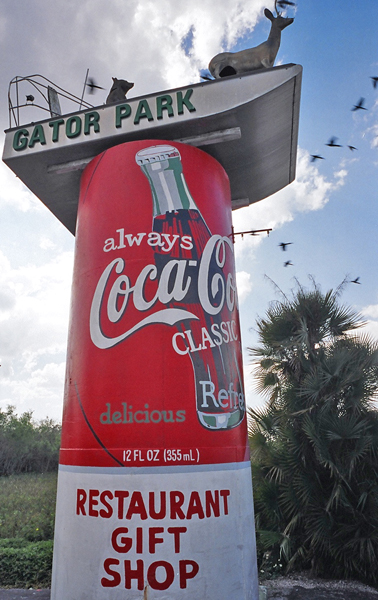 GATOR PARK
always
Coca-Co
CLASSIC
Refre
delicious
12 FL OZ (355 mL)
RESTAURANT
GIFT
SHOP